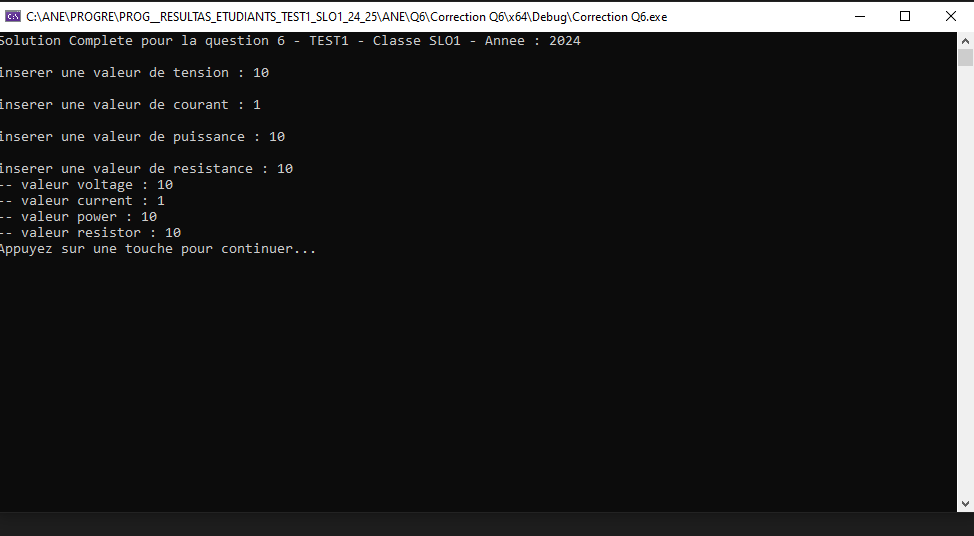 C:\ANE\PROGRE\PROG__RESULTAS_ETUDIANTS_TEST1_SLO1_24_25\ANE\Q6\Correction Q6\x64\Debug\Correction Q6.exe
Solution Complete pour la question 6 - TEST1 - Classe SLO1 - Annee : 2024
inserer une valeur de tension : 10
inserer une valeur de courant : 1
inserer une valeur de puissance : 10
inserer une valeur de resistance : 10
-- valeur voltage : 10
-- valeur current : 1
-- valeur power : 10
-- valeur resistor : 10
Appuyez sur une touche pour continuer...